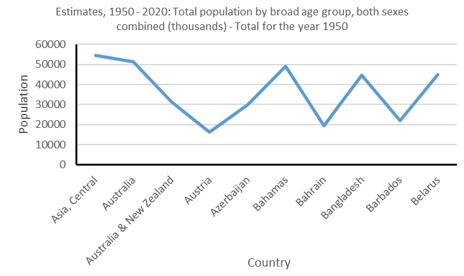 Estimates, 1950 - 2020: Total population by broad age group, both sexes
combined (thousands) - Total for the year 1950
60000
50000
40000
30000
20000
10000
0
Population
Asia, Central
Australia
Australia & New Zealand
Austria
Azerbaijan
Bahamas
Bahrain
Bangladesh
Barbados
Belarus
Country